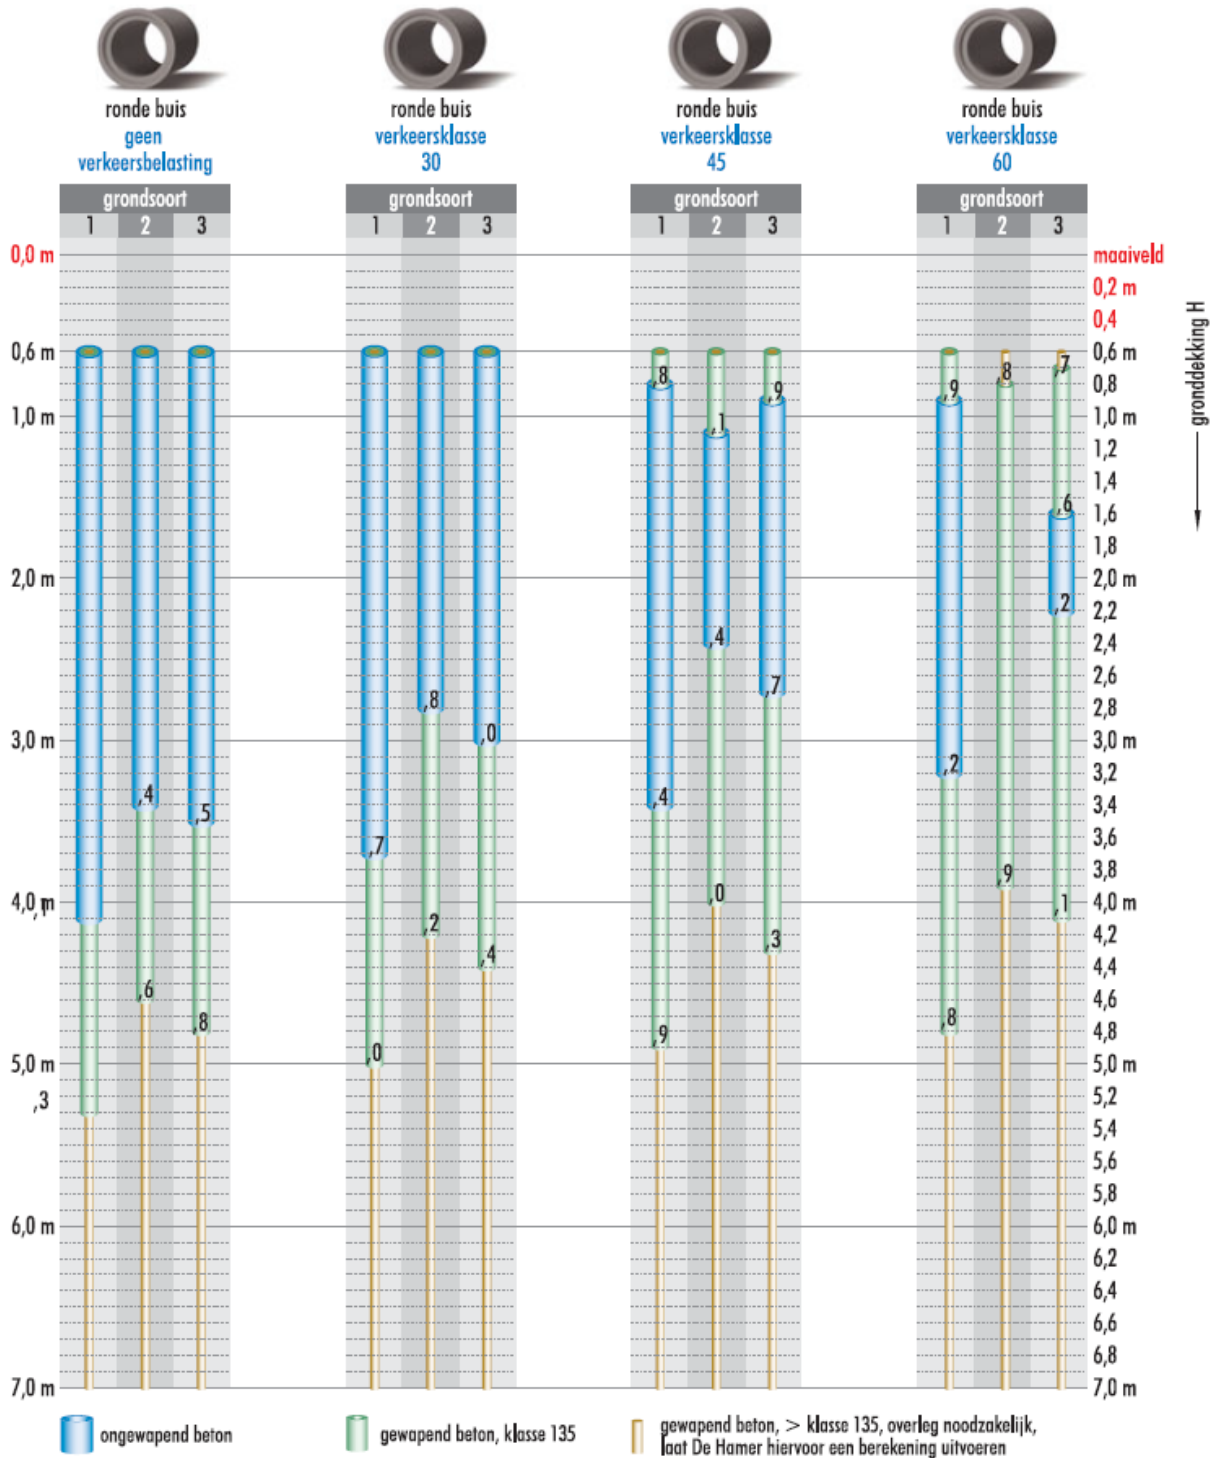 ronde buis
geen
verkeersbelasting
ronde buis
verkeersklasse
30
ronde buis
verkeersklasse
45
ronde buis
verkeersklasse
60
grondsoort
1 2 3
grondsoort
1 2 3
grondsoort
1 2 3
grondsoort
1 2 3
0,0 m
0,6 m
1,0 m
2,0 m
3,0 m
4,0 m
5,0 m
6,0 m
7,0 m
,1
,3
,4
,6
,5
,8
,7
,0
,8
,2
,0
,4
,8
,4
,9
,1
,4
,0
,9
,7
,3
,9
,2
,8
,8
,9
,7
,6
,2
,1
maaiveld
0,2 m
0,4
0,6 m
0,8
1,0 m
1,2
1,4
1,6
1,8
2,0 m
2,2
2,4
2,6
2,8
3,0 m
3,2
3,4
3,6
3,8
4,0 m
4,2
4,4
4,6
4,8
5,0 m
5,2
5,4
5,6
5,8
6,0 m
6,2
6,4
6,6
6,8
7,0 m
gronddekking H
ongewapend beton
gewapend beton, klasse 135
gewapend beton, > klasse 135, overleg noodzakelijk,
laat De Hamer hiervoor een berekening uitvoeren